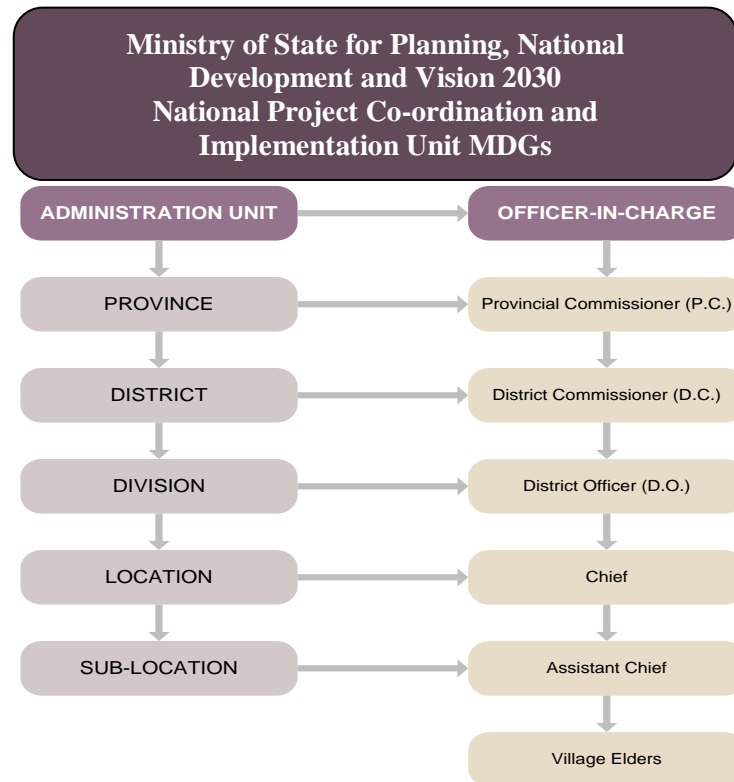 Ministry of State for Planning, National
Development and Vision 2030
National Project Co-ordination and
Implementation Unit MDGs
ADMINISTRATION UNIT
OFFICER-IN-CHARGE
PROVINCE
Provincial Commissioner (P.C.)
DISTRICT
District Commissioner (D.C.)
DIVISION
District Officer (D.O.)
LOCATION
Chief
SUB-LOCATION
Assistant Chief
Village Elders